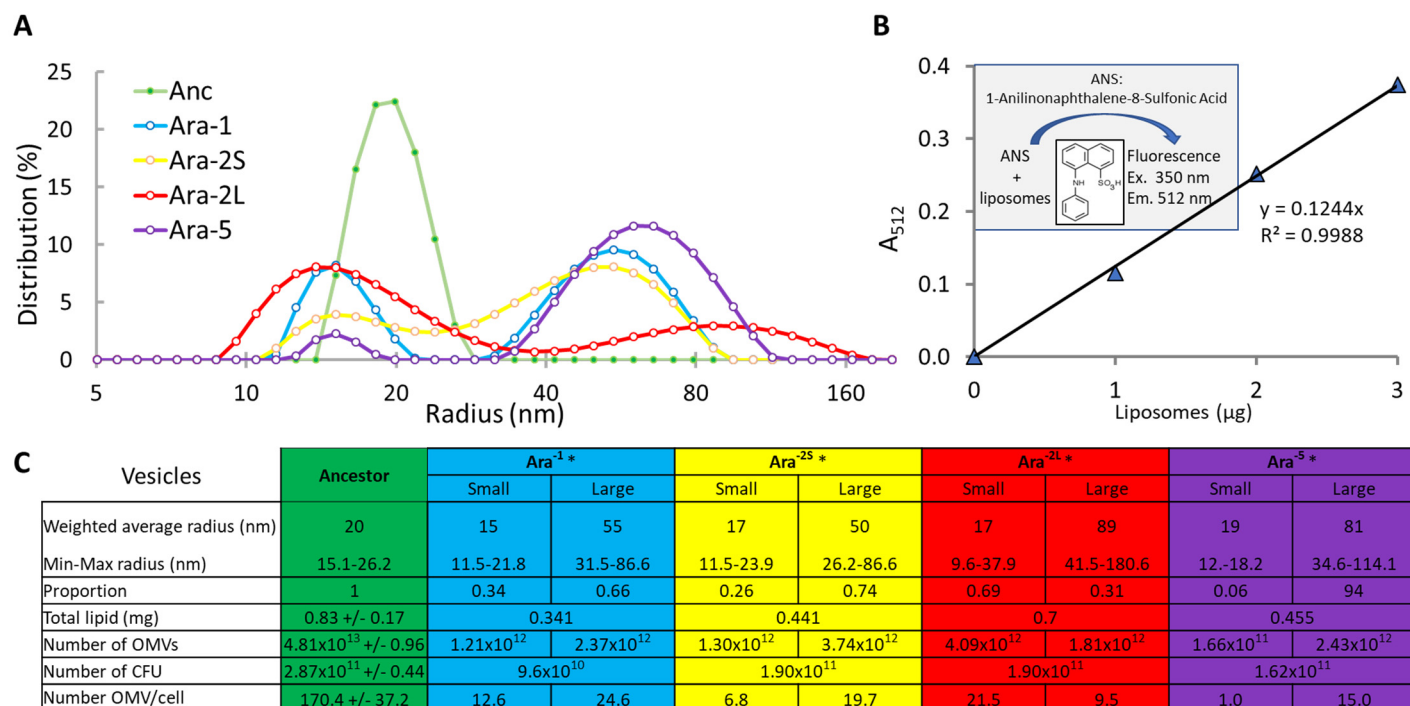 A
25
20
15
10
5
0
Distribution (%)
Anc
Ara-1
Ara-2S
Ara-2L
Ara-5
5 10 20 40 80 160
Radius (nm)
B
0.4
0.3
0.2
0.1
0.0
A512
ANS:
1-Anilinonaphthalene-8-Sulfonic Acid
ANS
+
liposomes
NH
SO3H
Fluorescence
Ex. 350 nm
Em. 512 nm
y = 0.1244x
R² = 0.9988
0 1 2 3
Liposomes (µg)
C
Vesicles Ancestor Ara-1 * Ara-2S * Ara-2L * Ara-5 *
Small Large Small Large Small Large Small Large
Weighted average radius (nm) 20 15 55 17 50 17 89 19 81
Min-Max radius (nm) 15.1-26.2 11.5-21.8 31.5-86.6 11.5-23.9 26.2-86.6 9.6-37.9 41.5-180.6 12.-18.2 34.6-114.1
Proportion 1 0.34 0.66 0.26 0.74 0.69 0.31 0.06 94
Total lipid (mg) 0.83 +/- 0.17 0.341 0.441 0.7 0.455
Number of OMVs 4.81x10¹³ +/- 0.96 1.21x10¹² 2.37x10¹² 1.30x10¹² 3.74x10¹² 4.09x10¹² 1.81x10¹² 1.66x10¹¹ 2.43x10¹²
Number of CFU 2.87x10¹¹ +/- 0.44 9.6x10¹⁰ 1.90x10¹¹ 1.90x10¹¹ 1.62x10¹¹
Number OMV/cell 170.4 +/- 37.2 12.6 24.6 6.8 19.7 21.5 9.5 1.0 15.0